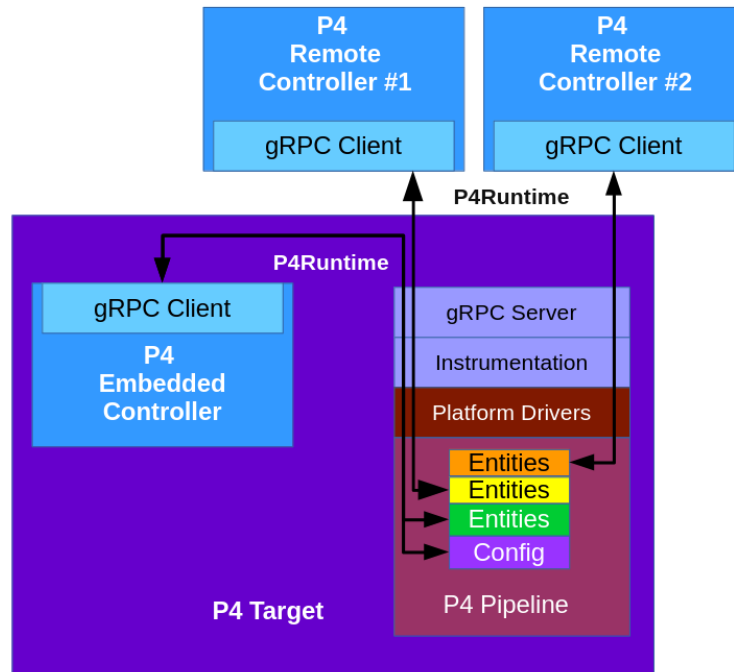 P4
Remote
Controller #1
gRPC Client
P4
Remote
Controller #2
gRPC Client
P4Runtime
P4Runtime
gRPC Client
P4
Embedded
Controller
gRPC Server
Instrumentation
Platform Drivers
Entities
Entities
Entities
Config
P4 Pipeline
P4 Target